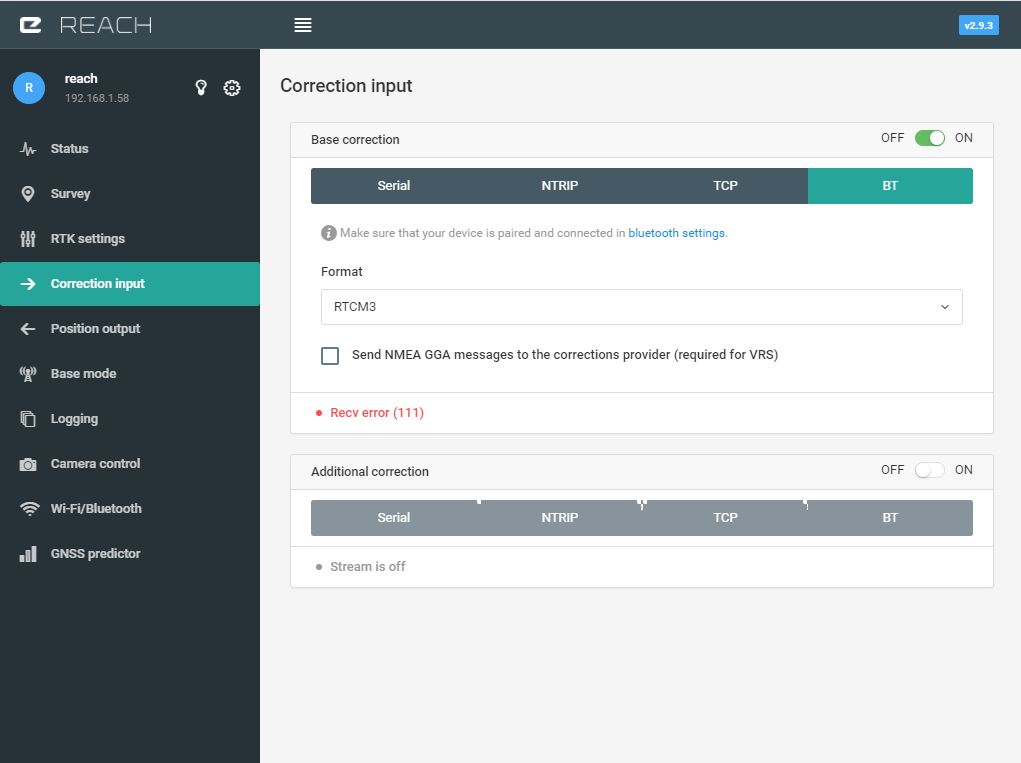 REACH
v2.9.3
R
reach
192.168.1.58
Status
Survey
RTK settings
Correction input
Position output
Base mode
Logging
Camera control
Wi-Fi/Bluetooth
GNSS predictor
Correction input
Base correction
OFF
ON
Serial
NTRIP
TCP
BT
Make sure that your device is paired and connected in bluetooth settings.
Format
RTCM3
Send NMEA GGA messages to the corrections provider (required for VRS)
Recv error (111)
Additional correction
OFF
ON
Serial
NTRIP
TCP
BT
Stream is off